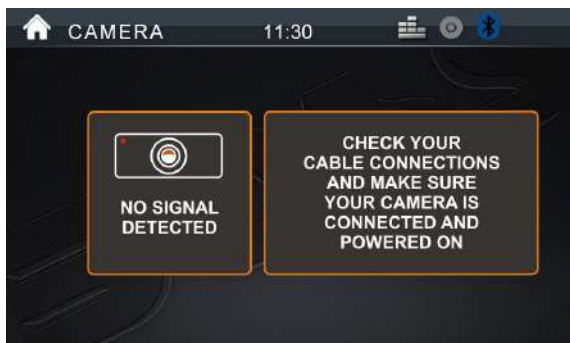 CAMERA
11:30
NO SIGNAL
DETECTED
CHECK YOUR
CABLE CONNECTIONS
AND MAKE SURE
YOUR CAMERA IS
CONNECTED AND
POWERED ON